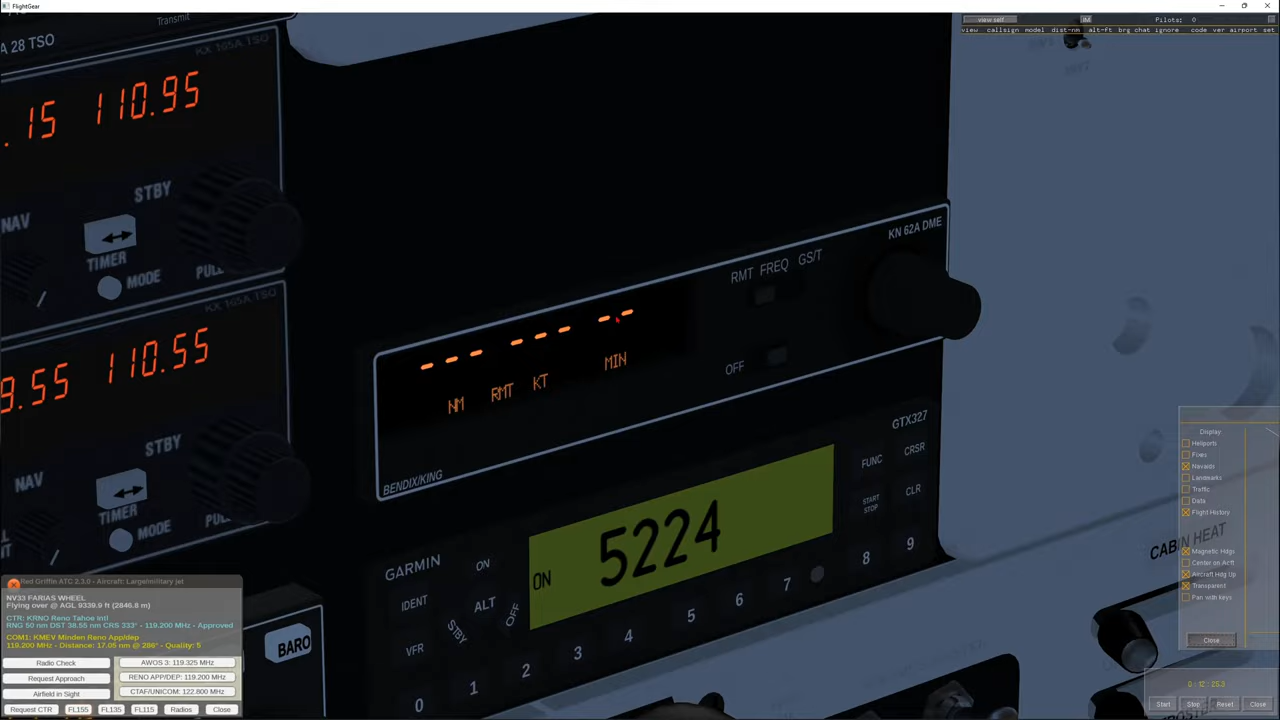 FlightGear
Transmit
A 28 TSO
KX 165A TSO
.15 110.95
STBY
NAV
TIMER
MODE
PULL
KX 165A TSO
9.55 110.55
STBY
NAV
TIMER
MODE
KN 62A DME
RMT FREQ GS/T
OFF
--- --- --
NM RMT KT MIN
BENDIX/KING
GTX327
GARMIN
ON
IDENT
ALT
STBY
OFF
VFR
ON 5224
FUNC
CRSR
START STOP
CLR
0 1 2 3 4 5 6 7 8 9
BARO
CABIN HEAT
view self
IM
Pilots: 0
view callsign model dist-nm alt-ft brg chat ignore code ver airport set
Display
Heliports
Fixes
Navaids
Landmarks
Traffic
Data
Flight History
Magnetic Hdgs
Center on Acft
Aircraft Hdg Up
Transparent
Pan with keys
Close
Start Stop Reset Close
Red Griffin ATC 2.3.0 - Aircraft: Large|military jet
NV33 FARIAS WHEEL
Flying over @ AGL 9339.9 ft (2846.8 m)
CTR: KRNO Reno Tahoe Intl
RNG 50 nm DST 38.55 nm CRS 333° - 119.200 MHz - Approved
COM1: KMEV Minden Reno App/dep
119.200 MHz - Distance: 17.05 nm @ 286° - Quality: 5
Radio Check
AWOS 3: 119.325 MHz
Request Approach
RENO APP/DEP: 119.200 MHz
Airfield in Sight
CTAF/UNICOM: 122.800 MHz
Request CTR FL155 FL135 FL115 Radios Close